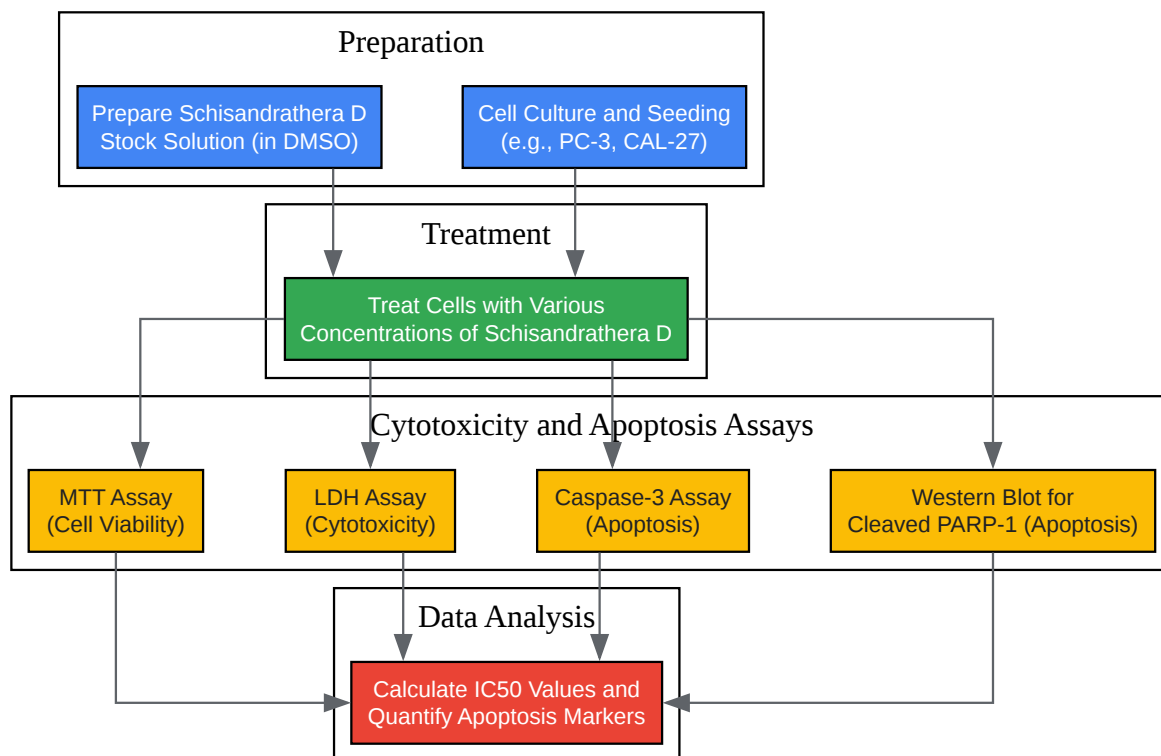 Preparation
Prepare Schisandrathera D
Stock Solution (in DMSO)
Cell Culture and Seeding
(e.g., PC-3, CAL-27)
Treatment
Treat Cells with Various
Concentrations of Schisandrathera D
Cytotoxicity and Apoptosis Assays
MTT Assay
(Cell Viability)
LDH Assay
(Cytotoxicity)
Caspase-3 Assay
(Apoptosis)
Western Blot for
Cleaved PARP-1 (Apoptosis)
Data Analysis
Calculate IC50 Values and
Quantify Apoptosis Markers